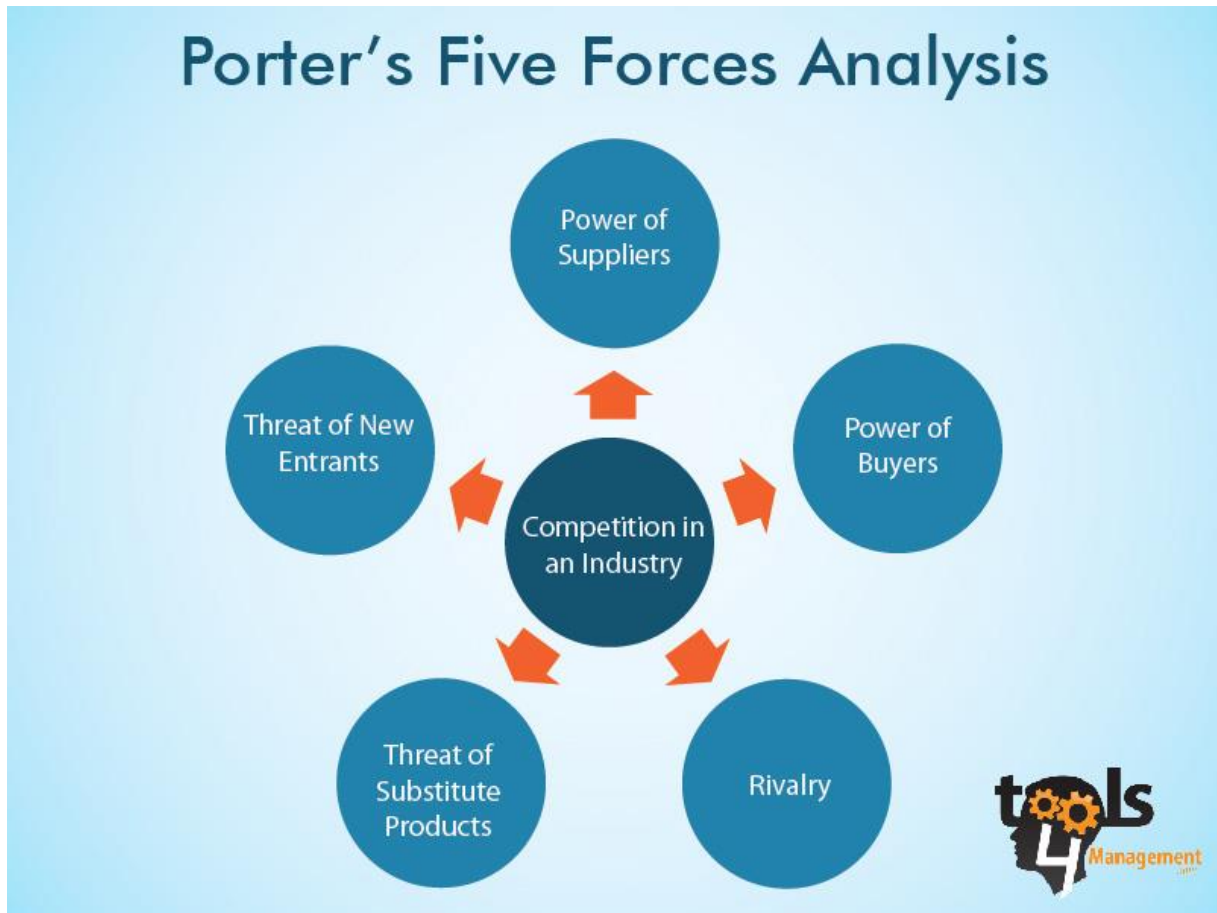 Porter's Five Forces Analysis
Power of
Suppliers
Threat of New
Entrants
Power of
Buyers
Competition in
an Industry
Threat of
Substitute
Products
Rivalry
tools
4
Management